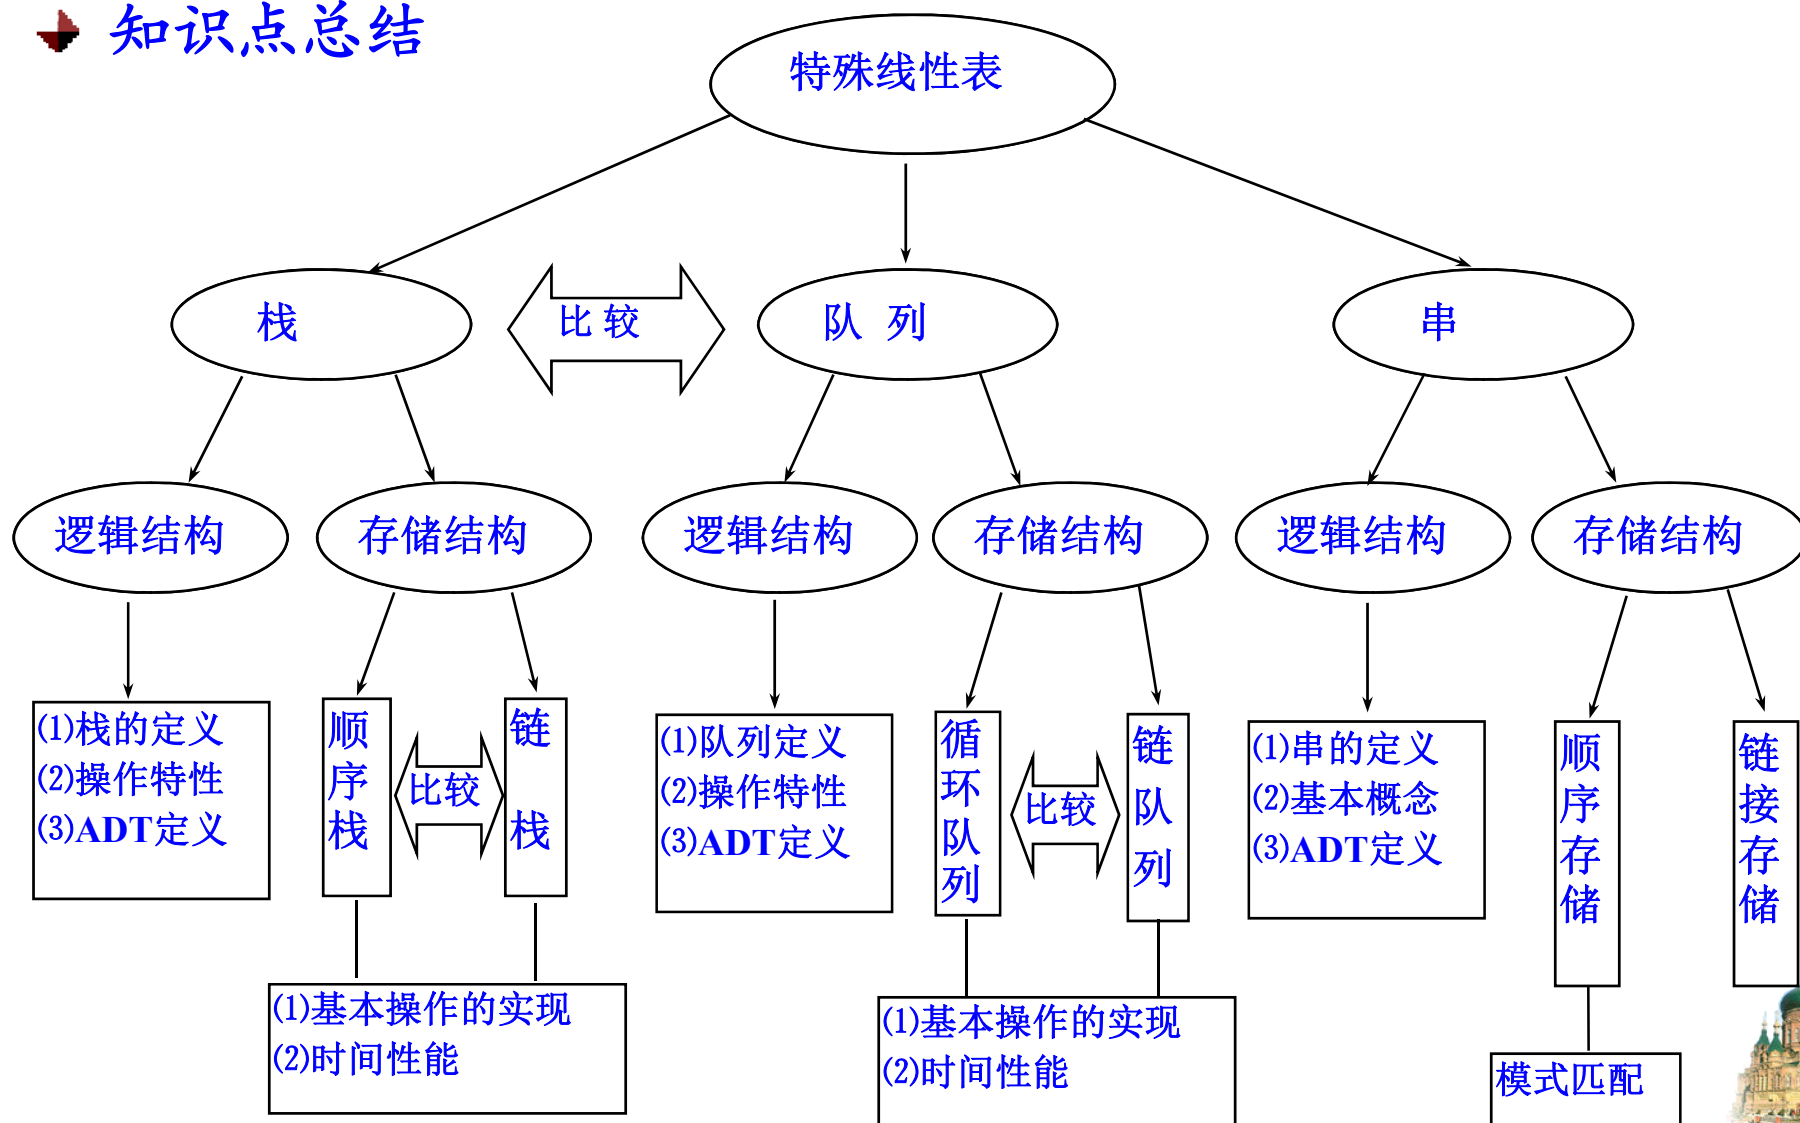 知识点总结
特殊线性表
栈
比 较
队 列
串
逻辑结构
存储结构
逻辑结构
存储结构
逻辑结构
存储结构
⑴栈的定义
⑵操作特性
⑶ADT定义
顺序栈
比较
链栈
⑴队列定义
⑵操作特性
⑶ADT定义
循环队列
比较
链队列
⑴串的定义
⑵基本概念
⑶ADT定义
顺序存储
链接存储
⑴基本操作的实现
⑵时间性能
⑴基本操作的实现
⑵时间性能
模式匹配